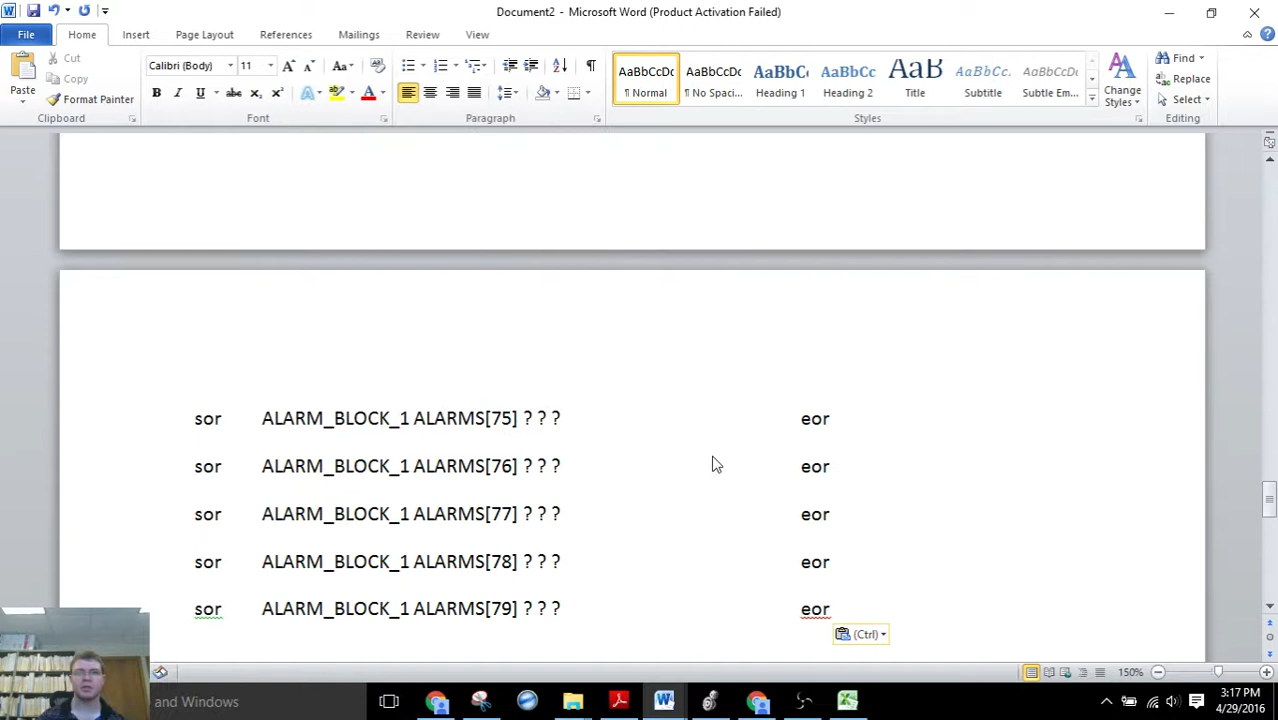 Document2 - Microsoft Word (Product Activation Failed)
File Home Insert Page Layout References Mailings Review View
Paste
Cut
Copy
Format Painter
Clipboard
Calibri (Body) 11
Font
Paragraph
AaBbCcDc AaBbCcDc AaBbC AaBbCc AaB AaBbCc. AaBbCcDc
¶ Normal ¶ No Spaci... Heading 1 Heading 2 Title Subtitle Subtle Em...
Change Styles
Styles
Find
Replace
Select
Editing
sor ALARM_BLOCK_1 ALARMS[75] ? ? ? eor
sor ALARM_BLOCK_1 ALARMS[76] ? ? ? eor
sor ALARM_BLOCK_1 ALARMS[77] ? ? ? eor
sor ALARM_BLOCK_1 ALARMS[78] ? ? ? eor
sor ALARM_BLOCK_1 ALARMS[79] ? ? ? eor
(Ctrl)
150%
and Windows
3:17 PM
4/29/2016